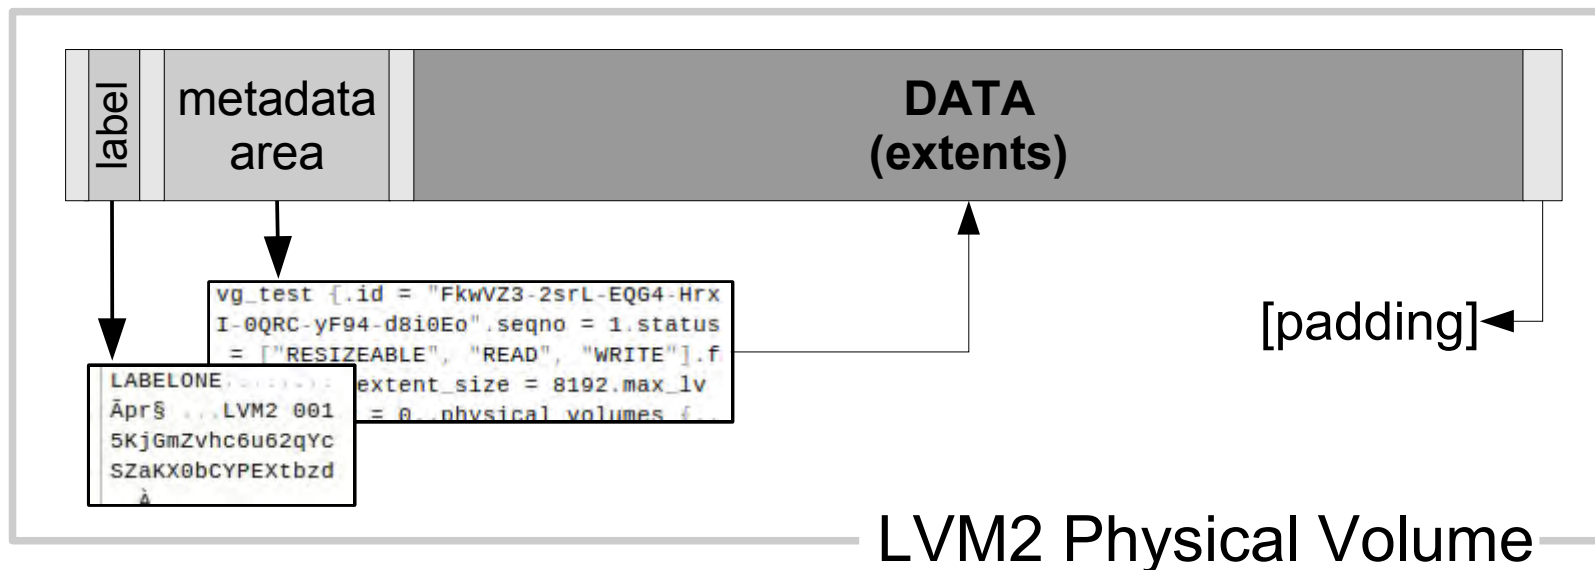 label
metadata
area
DATA
(extents)
vg_test {.id = "FkwVZ3-2srL-EQG4-Hrx
I-0QRC-yF94-d8i0Eo".seqno = 1.status
= ["RESIZEABLE", "READ", "WRITE"].f
extent_size = 8192.max_lv
= 0..physical_volumes {..
LABELONE
Āpr§ ...LVM2 001
5KjGmZvhc6u62qYc
SZaKX0bCYPEXtbzd
À
[padding]
LVM2 Physical Volume